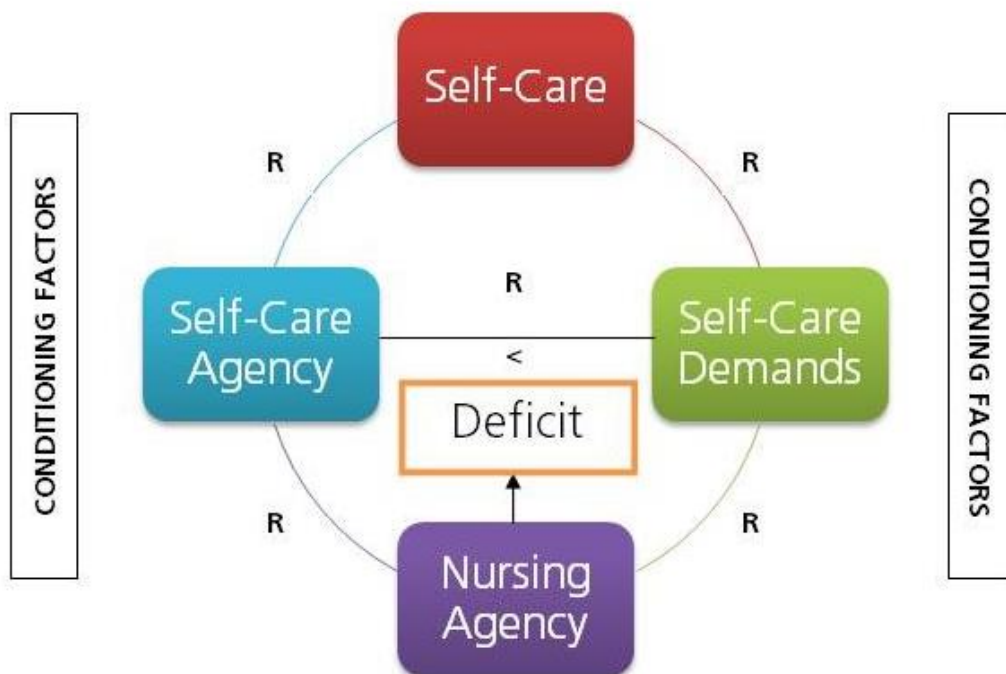 Self-Care
CONDITIONING FACTORS
R
R
CONDITIONING FACTORS
Self-Care
Agency
R
<
Self-Care
Demands
Deficit
R
R
Nursing
Agency